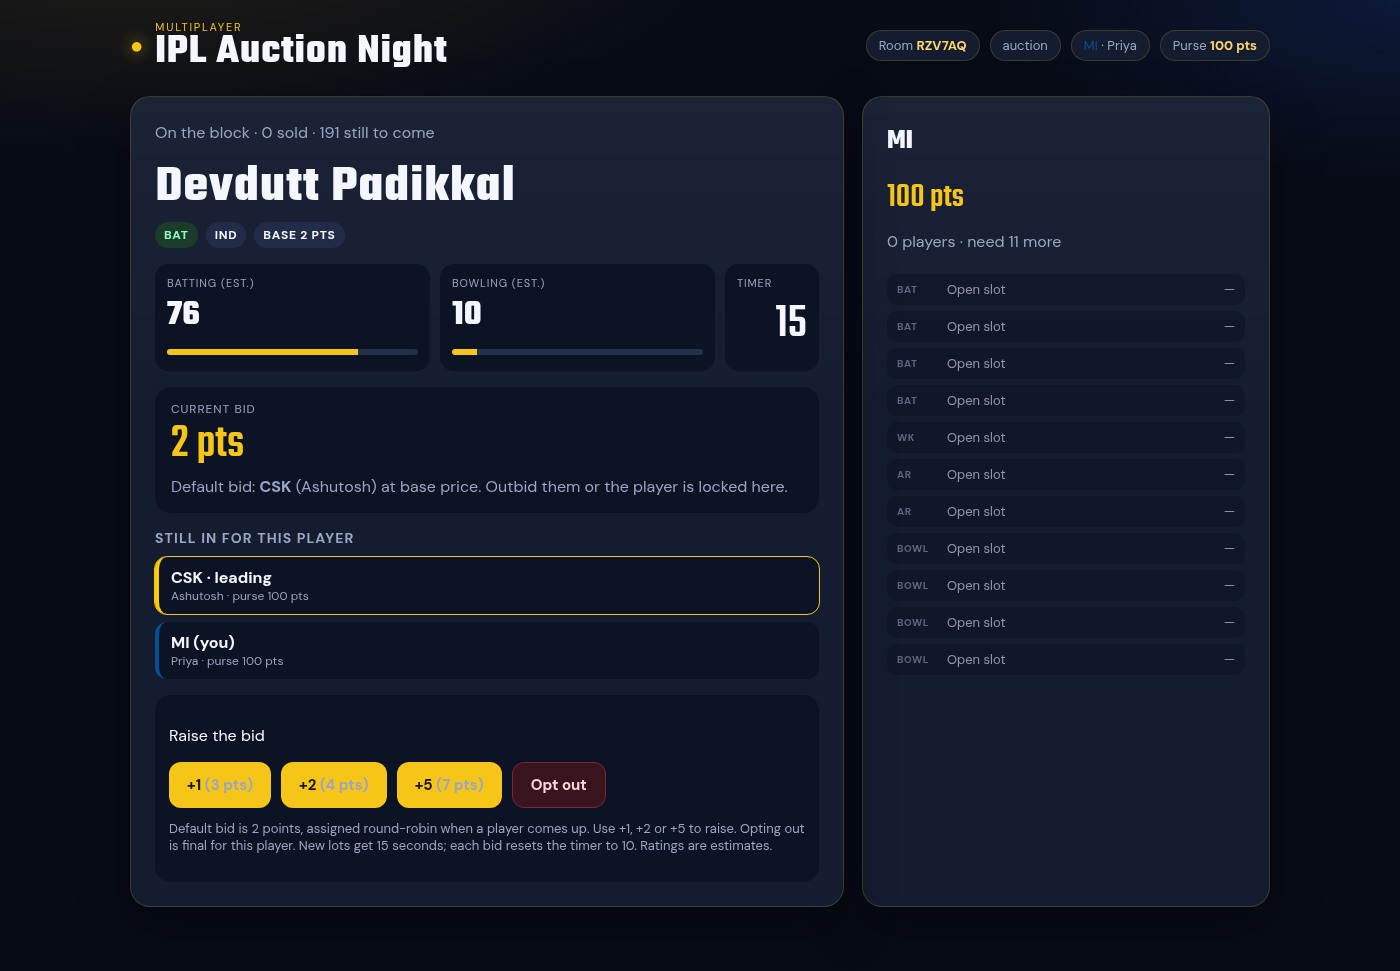 MULTIPLAYER
IPL Auction Night
Room RZV7AQ
auction
MI · Priya
Purse 100 pts
On the block · 0 sold · 191 still to come
Devdutt Padikkal
BAT
IND
BASE 2 PTS
BATTING (EST.)
76
BOWLING (EST.)
10
TIMER
15
CURRENT BID
2 pts
Default bid: CSK (Ashutosh) at base price. Outbid them or the player is locked here.
STILL IN FOR THIS PLAYER
CSK · leading
Ashutosh · purse 100 pts
MI (you)
Priya · purse 100 pts
Raise the bid
+1 (3 pts)
+2 (4 pts)
+5 (7 pts)
Opt out
Default bid is 2 points, assigned round-robin when a player comes up. Use +1, +2 or +5 to raise. Opting out
is final for this player. New lots get 15 seconds; each bid resets the timer to 10. Ratings are estimates.
MI
100 pts
0 players · need 11 more
BAT Open slot —
BAT Open slot —
BAT Open slot —
BAT Open slot —
WK Open slot —
AR Open slot —
AR Open slot —
BOWL Open slot —
BOWL Open slot —
BOWL Open slot —
BOWL Open slot —